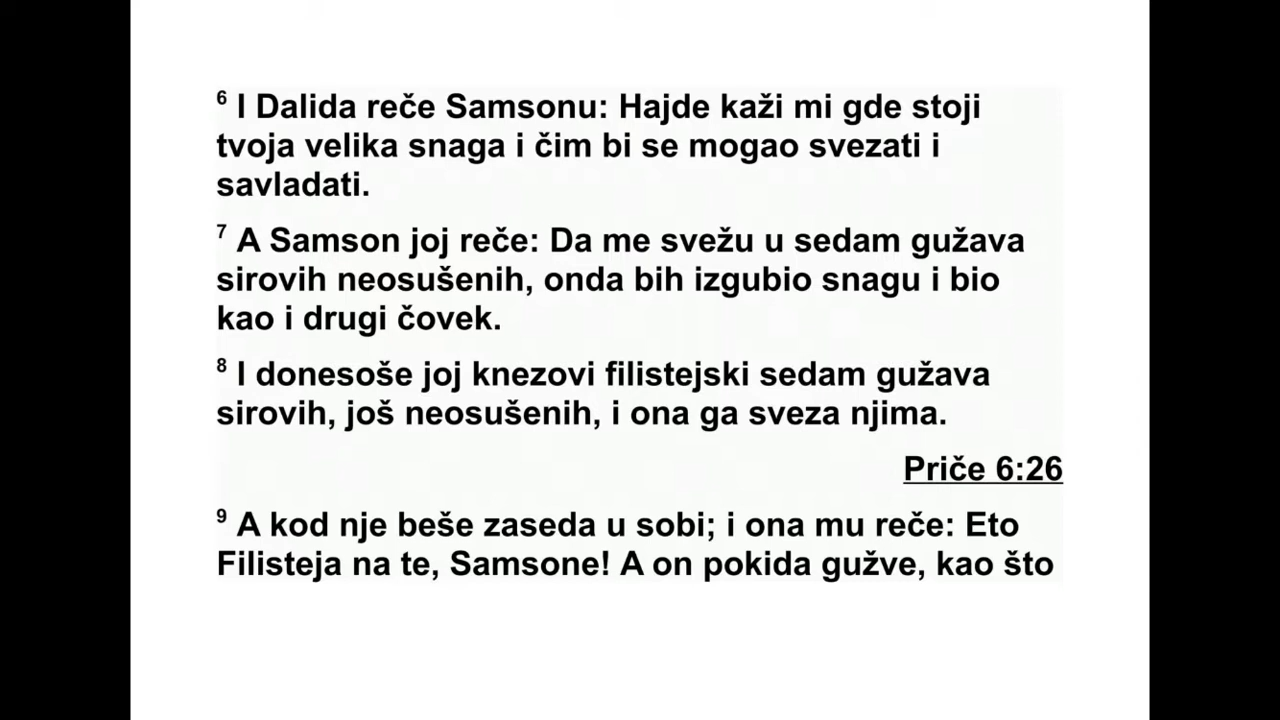 6 I Dalida reče Samsonu: Hajde kaži mi gde stoji
tvoja velika snaga i čim bi se mogao svezati i
savladati.
7 A Samson joj reče: Da me svežu u sedam gužava
sirovih neosušenih, onda bih izgubio snagu i bio
kao i drugi čovek.
8 I donesoše joj knezovi filistejski sedam gužava
sirovih, još neosušenih, i ona ga sveza njima.
Priče 6:26
9 A kod nje beše zaseda u sobi; i ona mu reče: Eto
Filisteja na te, Samsone! A on pokida gužve, kao što